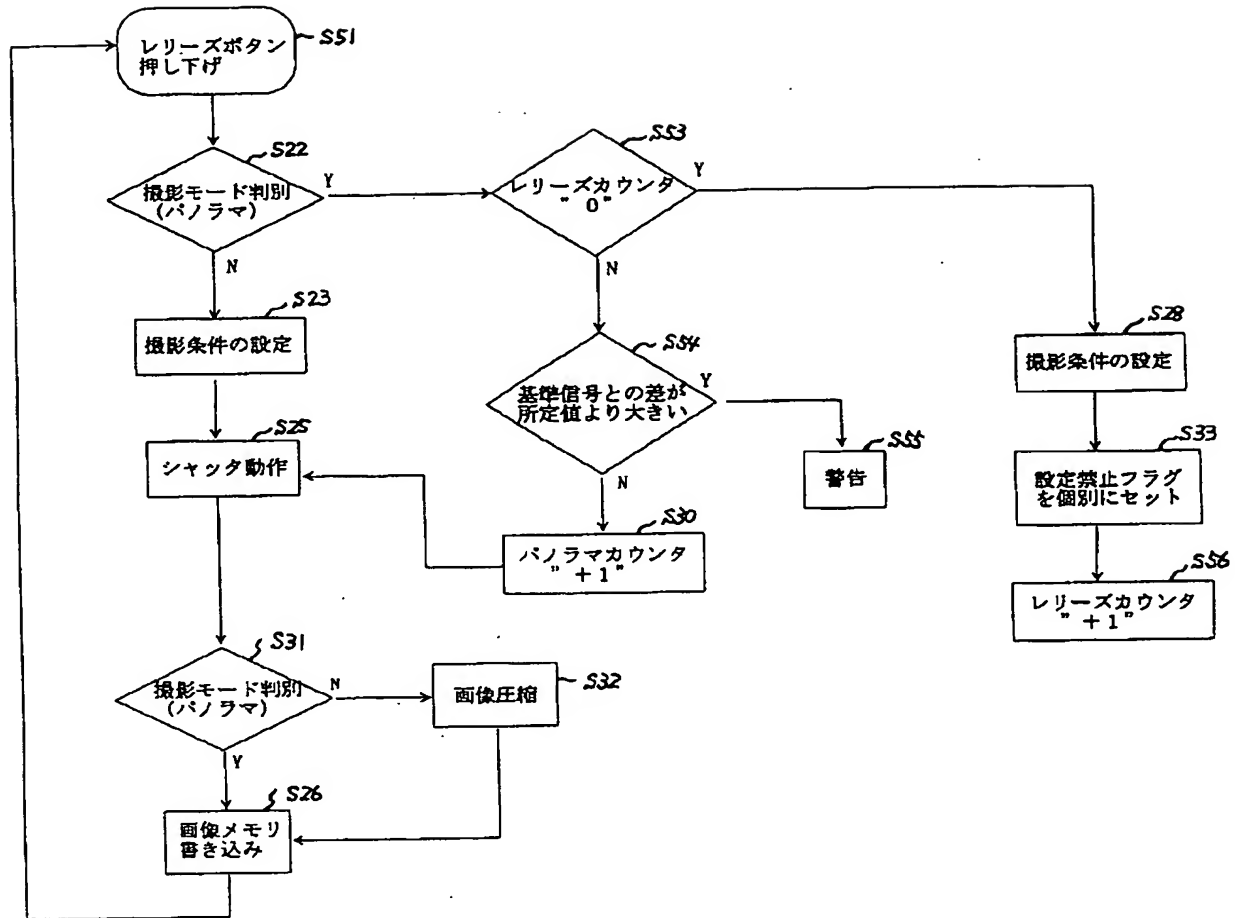 レリーズボタン
押し下げ
S51
S22
撮影モード判別
(パノラマ)
Y
N
S53
レリーズカウンタ
"0"
Y
N
S23
撮影条件の設定
S54
基準信号との差が
所定値より大きい
Y
N
S28
撮影条件の設定
S25
シャッタ動作
S55
警告
S33
設定禁止フラグ
を個別にセット
S30
パノラマカウンタ
"+1"
S56
レリーズカウンタ
"+1"
S31
撮影モード判別
(パノラマ)
N
Y
S32
画像圧縮
S26
画像メモリ
書き込み